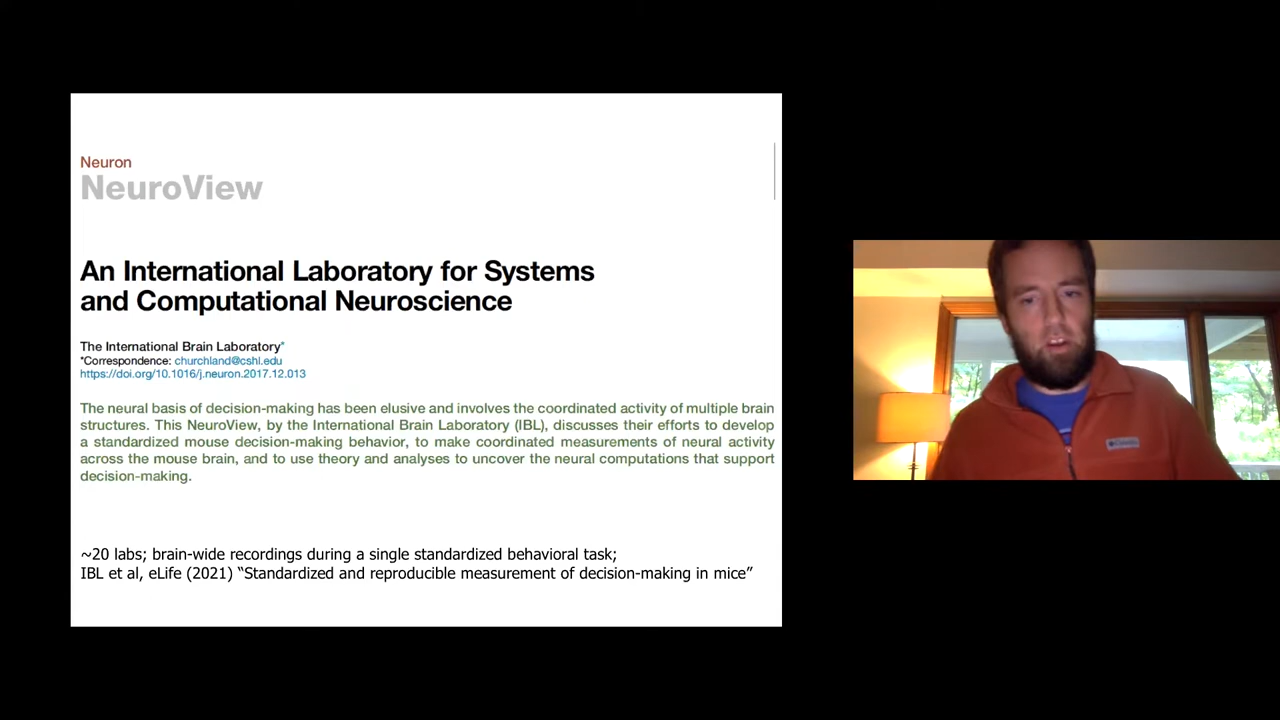 Neuron
NeuroView
An International Laboratory for Systems
and Computational Neuroscience
The International Brain Laboratory*
*Correspondence: churchland@cshl.edu
https://doi.org/10.1016/j.neuron.2017.12.013
The neural basis of decision-making has been elusive and involves the coordinated activity of multiple brain
structures. This NeuroView, by the International Brain Laboratory (IBL), discusses their efforts to develop
a standardized mouse decision-making behavior, to make coordinated measurements of neural activity
across the mouse brain, and to use theory and analyses to uncover the neural computations that support
decision-making.
~20 labs; brain-wide recordings during a single standardized behavioral task;
IBL et al, eLife (2021) “Standardized and reproducible measurement of decision-making in mice”
Columbia